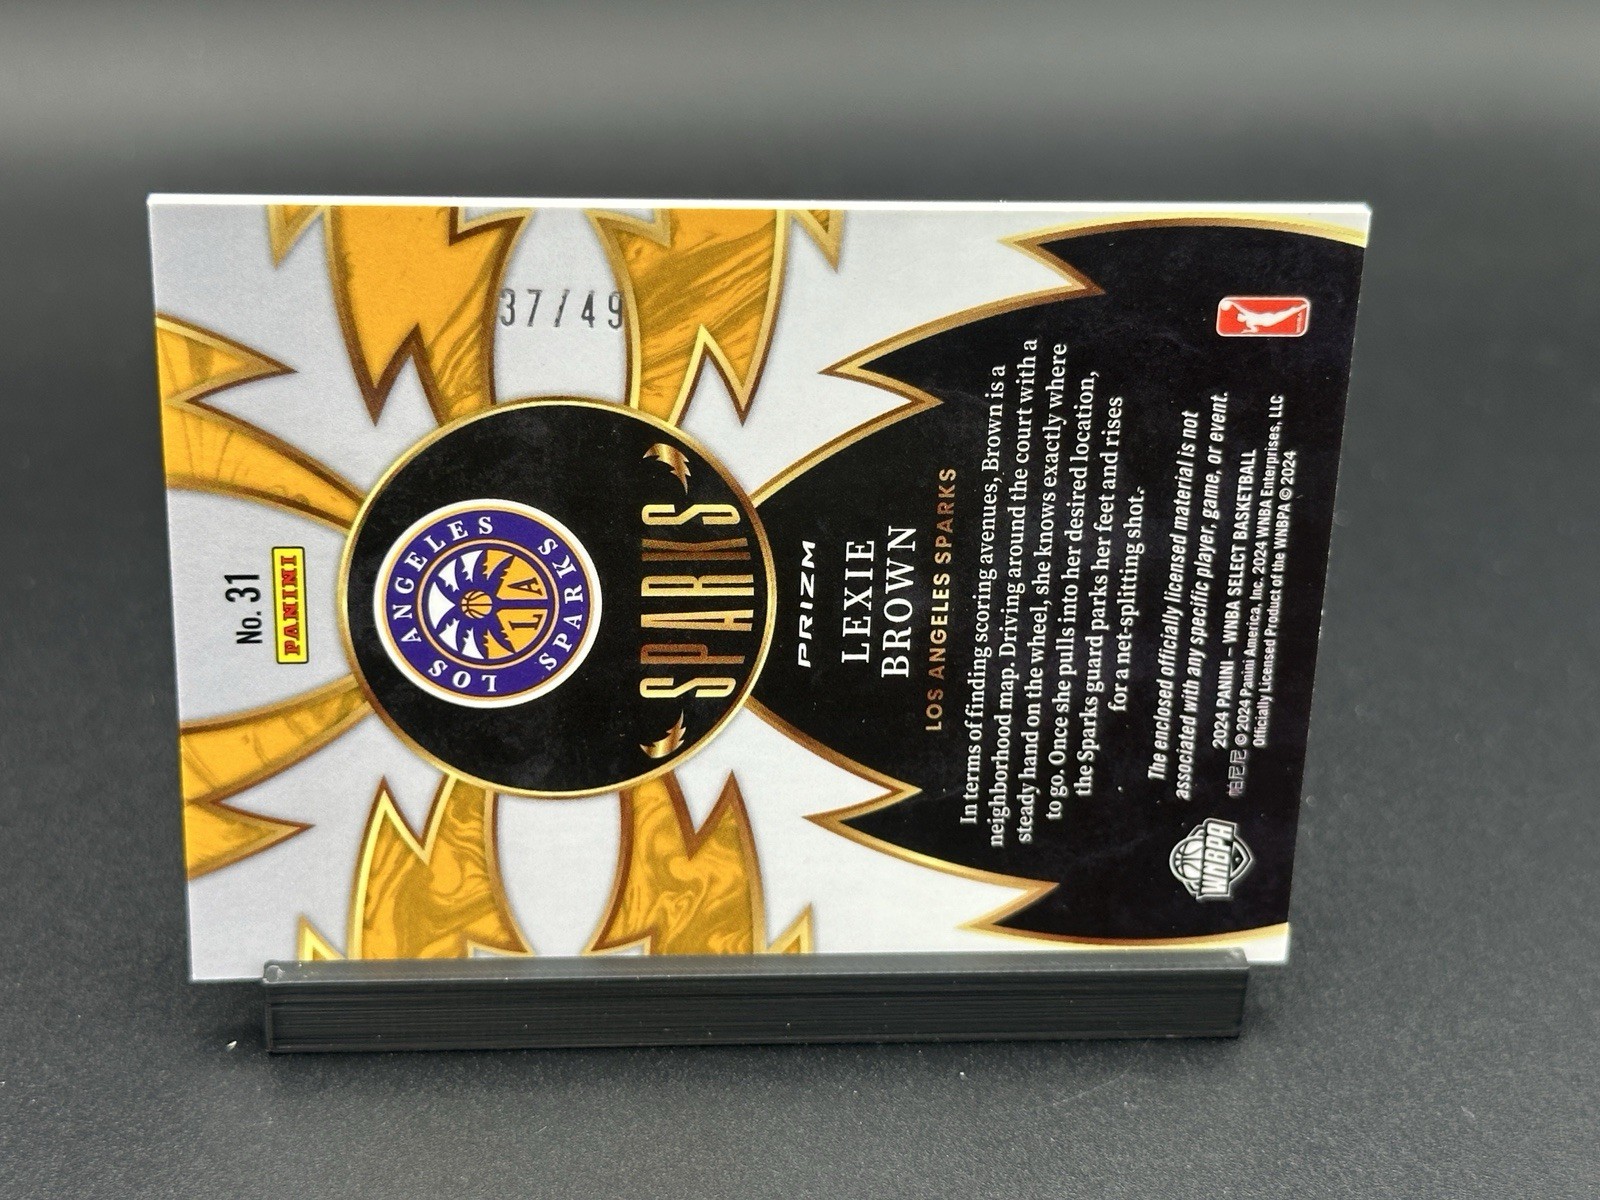 No. 31
PANINI
37/49
LOS ANGELES SPARKS
LA
SPARKS
PRIZM
LEXIE
BROWN
LOS ANGELES SPARKS
In terms of finding scoring avenues, Brown is a
neighborhood map. Driving around the court with a
steady hand on the wheel, she knows exactly where
to go. Once she pulls into her desired location,
the Sparks guard parks her feet and rises
for a net-splitting shot.
The enclosed officially licensed material is not
associated with any specific player, game, or event.
2024 PANINI – WNBA SELECT BASKETBALL
帕尼尼 © 2024 Panini America, Inc. 2024 WNBA Enterprises, LLC
Officially Licensed Product of the WNBPA © 2024
WNBPA
WNBA